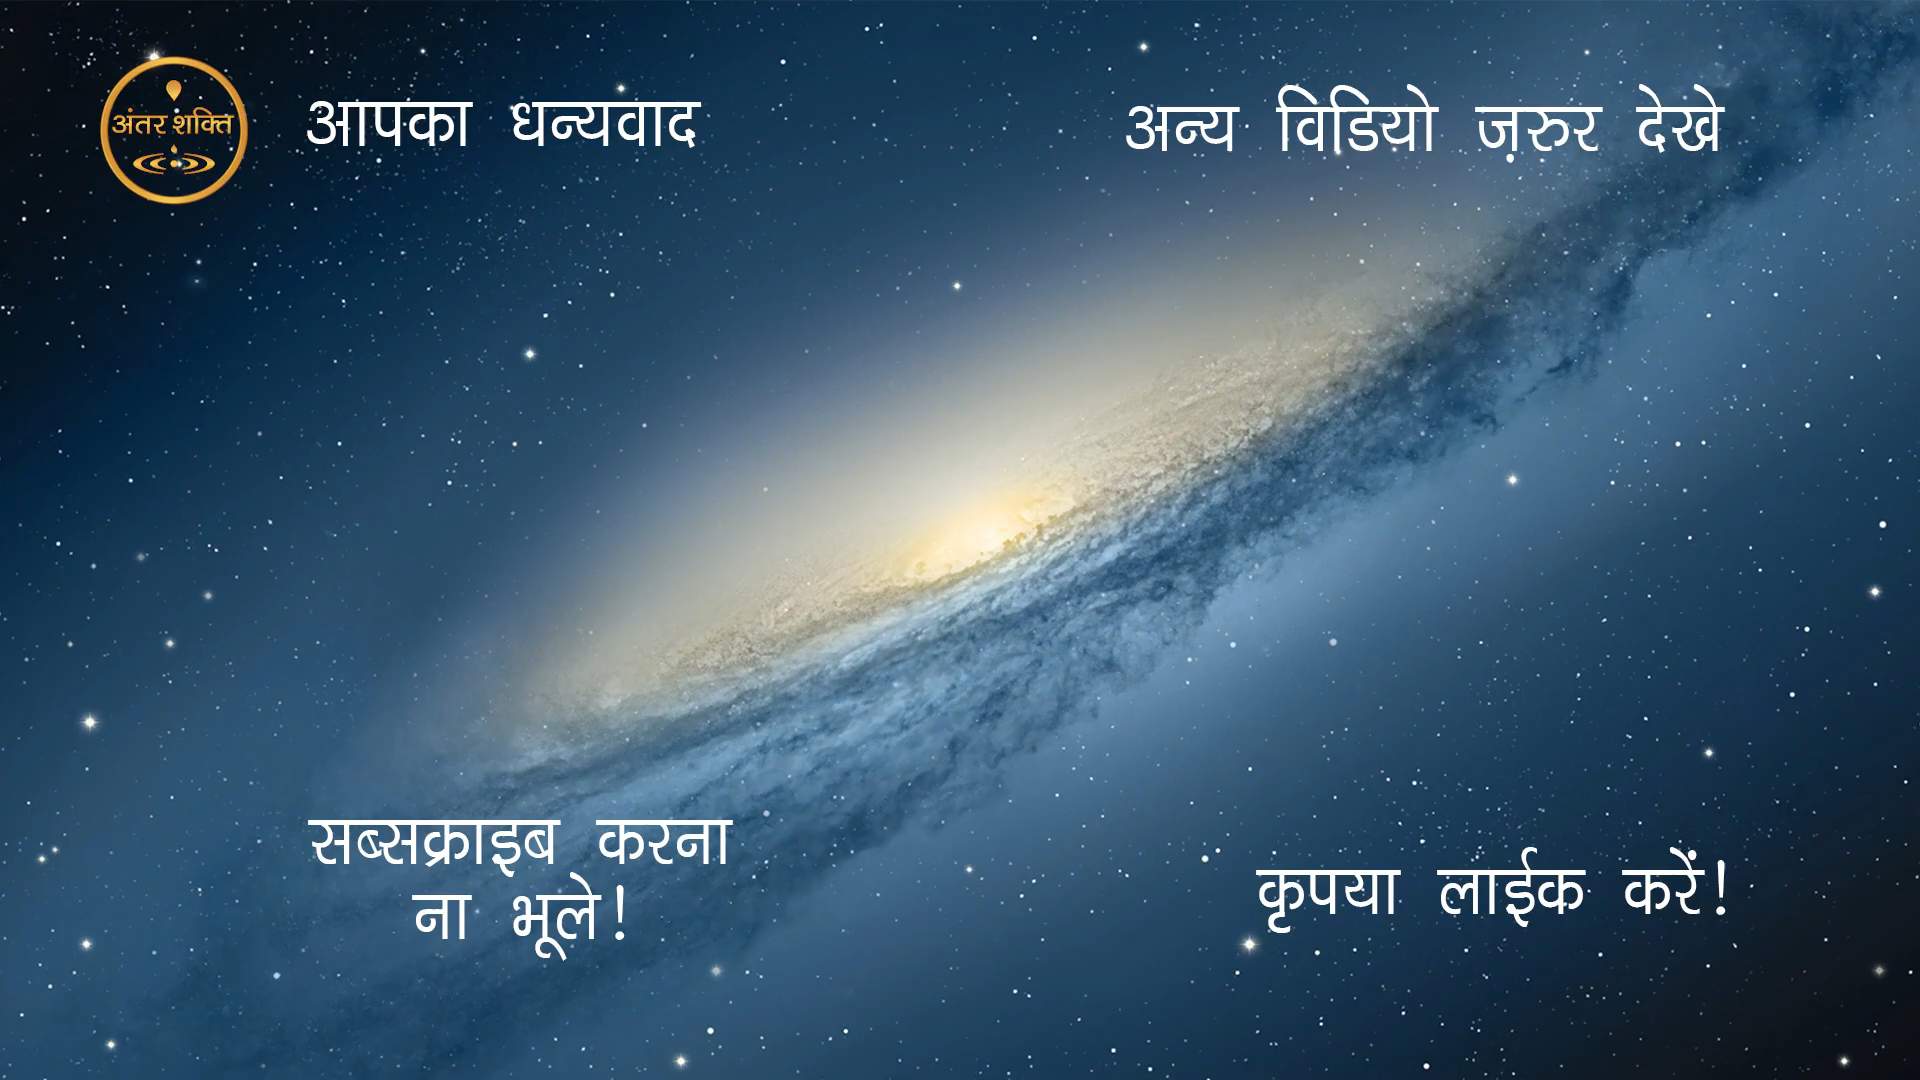 अंतर शक्ति
आपका धन्यवाद
अन्य विडियो ज़रुर देखे
सब्सक्राइब करना
ना भूले!
कृपया लाईक करें!